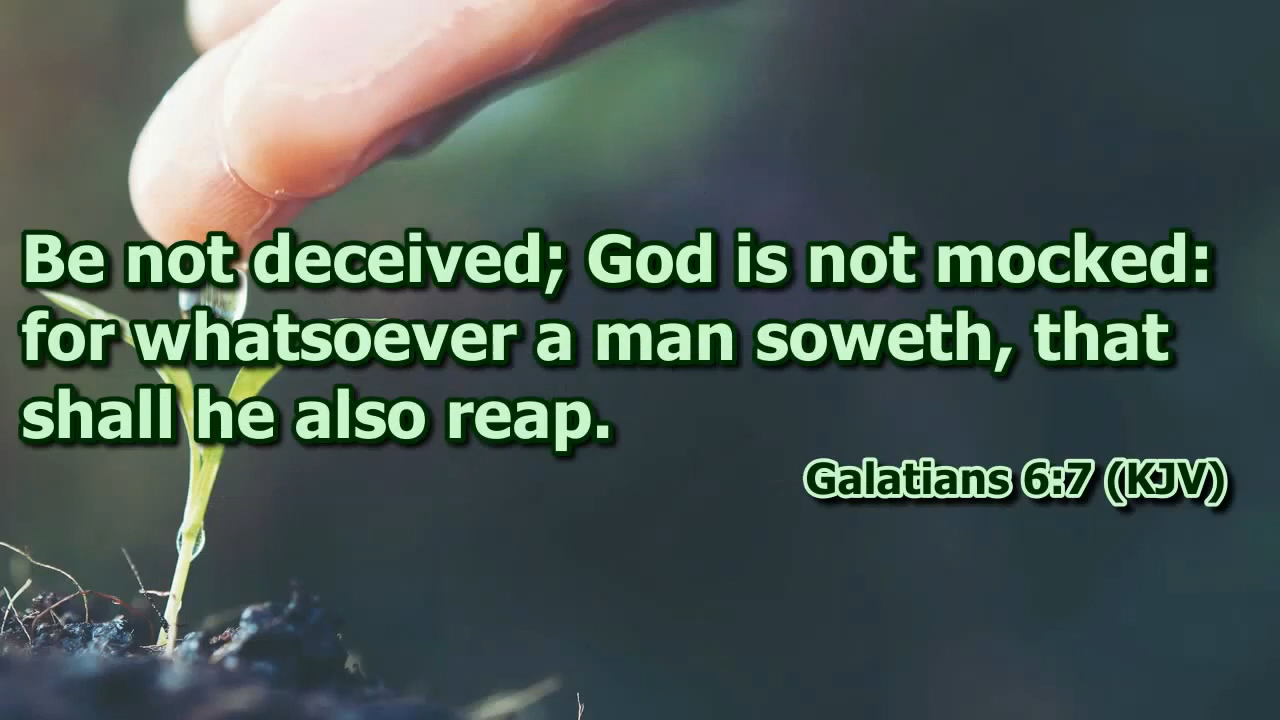 Be not deceived; God is not mocked:
for whatsoever a man soweth, that
shall he also reap.
Galatians 6:7 (KJV)